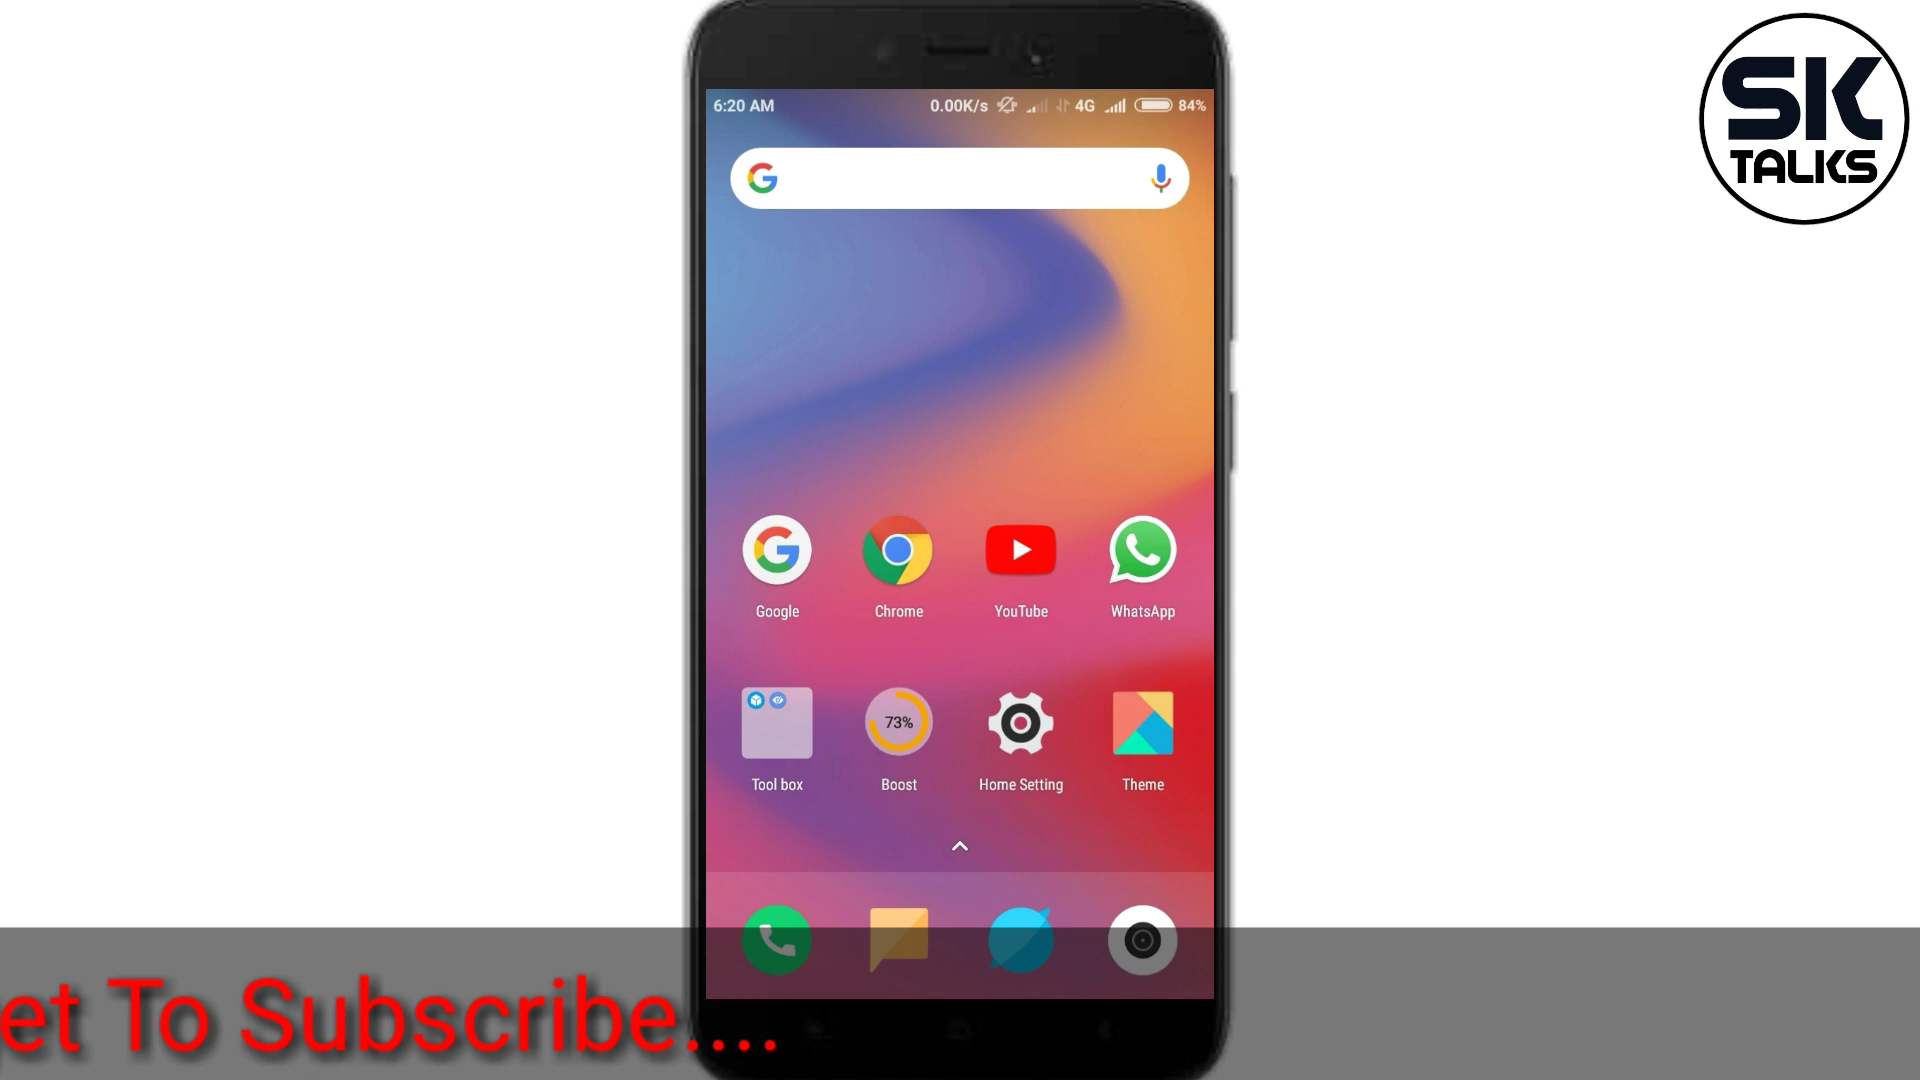 SK
TALKS
6:20 AM 0.00K/s 4G 84%
Google Chrome YouTube WhatsApp
73%
Tool box Boost Home Setting Theme
et To Subscribe....